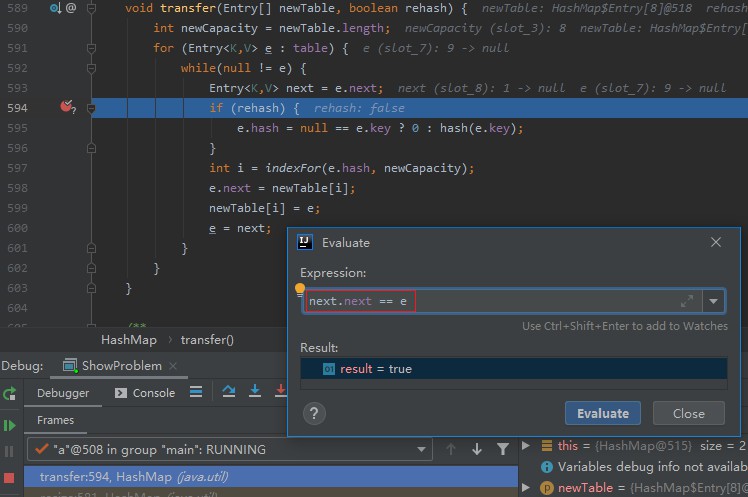 589 void transfer(Entry[] newTable, boolean rehash) { newTable: HashMap$Entry[8]@518 rehash
590 int newCapacity = newTable.length; newCapacity (slot_3): 8 newTable: HashMap$Entry
591 for (Entry<K,V> e : table) { e (slot_7): 9 -> null
592 while(null != e) {
593 Entry<K,V> next = e.next; next (slot_8): 1 -> null e (slot_7): 9 -> null
594 if (rehash) { rehash: false
595 e.hash = null == e.key ? 0 : hash(e.key);
596 }
597 int i = indexFor(e.hash, newCapacity);
598 e.next = newTable[i];
599 newTable[i] = e;
600 e = next;
601 }
602 }
603 }
604
/**
HashMap > transfer()
Evaluate
Expression:
next.next == e
Use Ctrl+Shift+Enter to add to Watches
Result:
01 result = true
? Evaluate Close
Debug: ShowProblem ×
Debugger Console
Frames
"a"@508 in group "main": RUNNING
transfer:594, HashMap (java.util)
this = {HashMap@515} size = 2
Variables debug info not availab
newTable = {HashMap$Entry[8]@